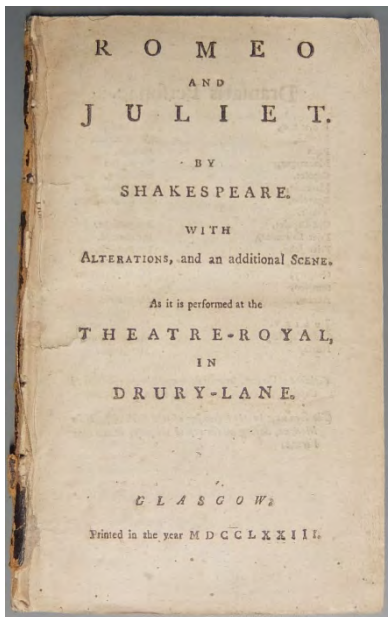 ROMEO
AND
JULIET.
BY
SHAKESPEARE.
WITH
ALTERATIONS, and an additional SCENE.
As it is performed at the
THEATRE-ROYAL,
IN
DRURY-LANE.
GLASGOW:
Printed in the year MDCCLXXIII.